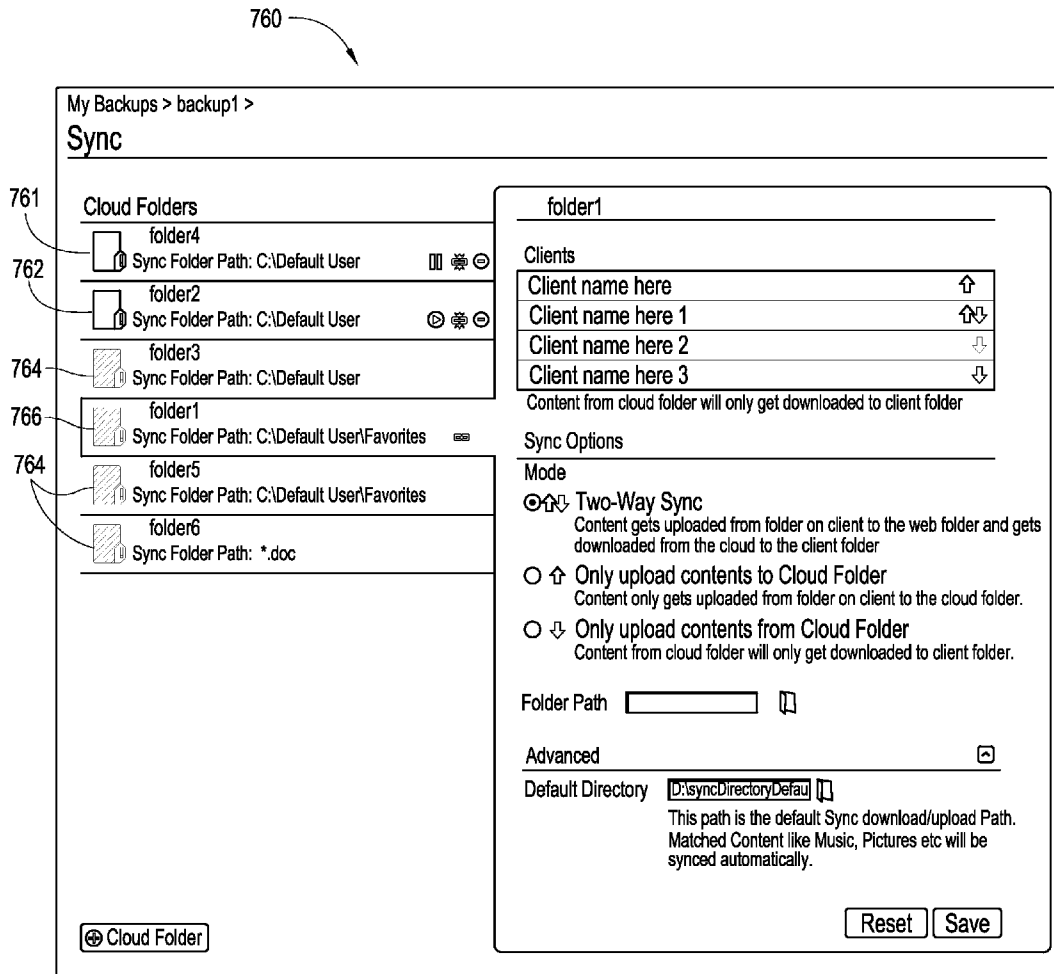 760
My Backups > backup1 >
Sync
761
762
764
766
764
Cloud Folders
folder4
Sync Folder Path: C:\Default User
folder2
Sync Folder Path: C:\Default User
folder3
Sync Folder Path: C:\Default User
folder1
Sync Folder Path: C:\Default User\Favorites
folder5
Sync Folder Path: C:\Default User\Favorites
folder6
Sync Folder Path: *.doc
Cloud Folder
folder1
Clients
Client name here
Client name here 1
Client name here 2
Client name here 3
Content from cloud folder will only get downloaded to client folder
Sync Options
Mode
Two-Way Sync
Content gets uploaded from folder on client to the web folder and gets
downloaded from the cloud to the client folder
Only upload contents to Cloud Folder
Content only gets uploaded from folder on client to the cloud folder.
Only upload contents from Cloud Folder
Content from cloud folder will only get downloaded to client folder.
Folder Path
Advanced
Default Directory D:\syncDirectoryDefau
This path is the default Sync download/upload Path.
Matched Content like Music, Pictures etc will be
synced automatically.
Reset Save